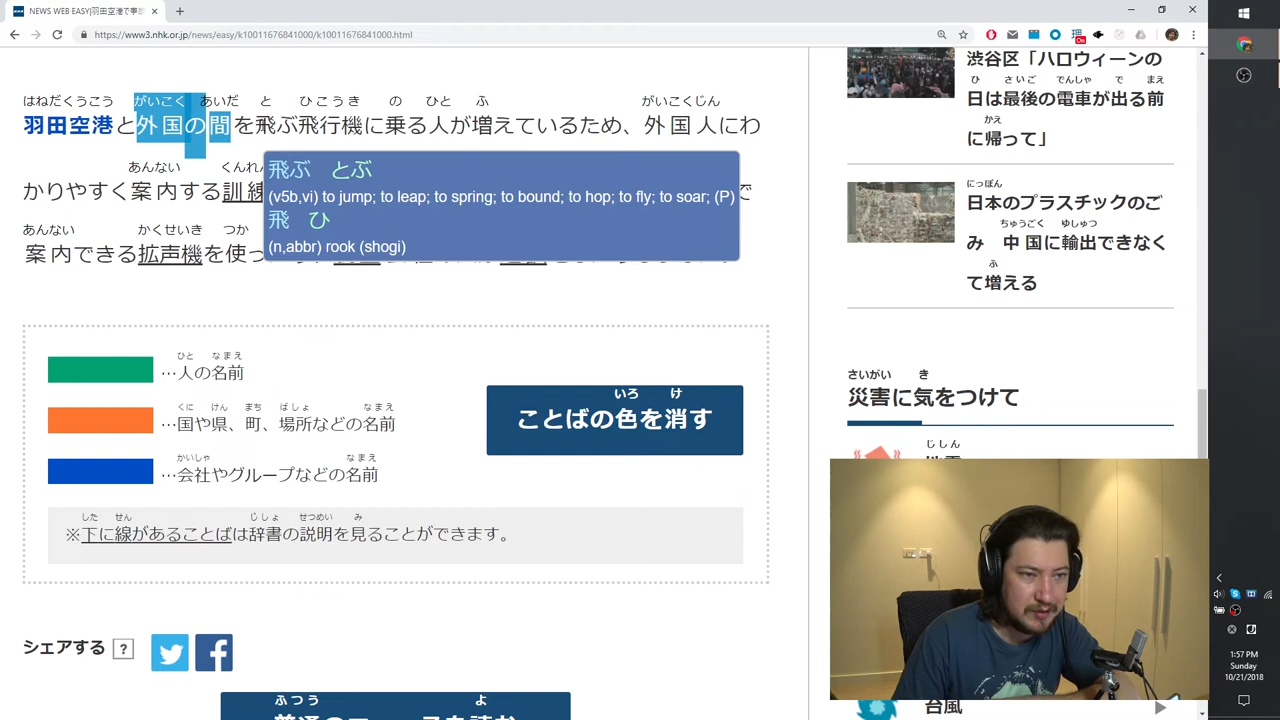 NEWS WEB EASY|羽田空港で事故
https://www3.nhk.or.jp/news/easy/k10011676841000/k10011676841000.html
はねだくうこう がいこく あいだ と ひこうき の ひと ふ がいこくじん
羽田空港と外国の間を飛ぶ飛行機に乗る人が増えているため、外国人にわ
あんない くんれん
かりやすく案内する訓練
で
あんない かくせいき つか
案内できる拡声機を使っ
飛ぶ とぶ
(v5b,vi) to jump; to leap; to spring; to bound; to hop; to fly; to soar; (P)
飛 ひ
(n,abbr) rook (shogi)
ひと なまえ
…人の名前
くに けん まち ばしょ なまえ
…国や県、町、場所などの名前
かいしゃ なまえ
…会社やグループなどの名前
いろ け
ことばの色を消す
した せん じしょ せつめい み
※下に線があることばは辞書の説明を見ることができます。
シェアする ?
ふつう よ
渋谷区「ハロウィーンの
ひ さいご でんしゃ で まえ
日は最後の電車が出る前
かえ
に帰って」
にっぽん
日本のプラスチックのご
ちゅうごく ゆしゅつ
み 中国に輸出できなく
ふ
て増える
さいがい き
災害に気をつけて
じしん
台風
On
1:57 PM
Sunday
10/21/2018